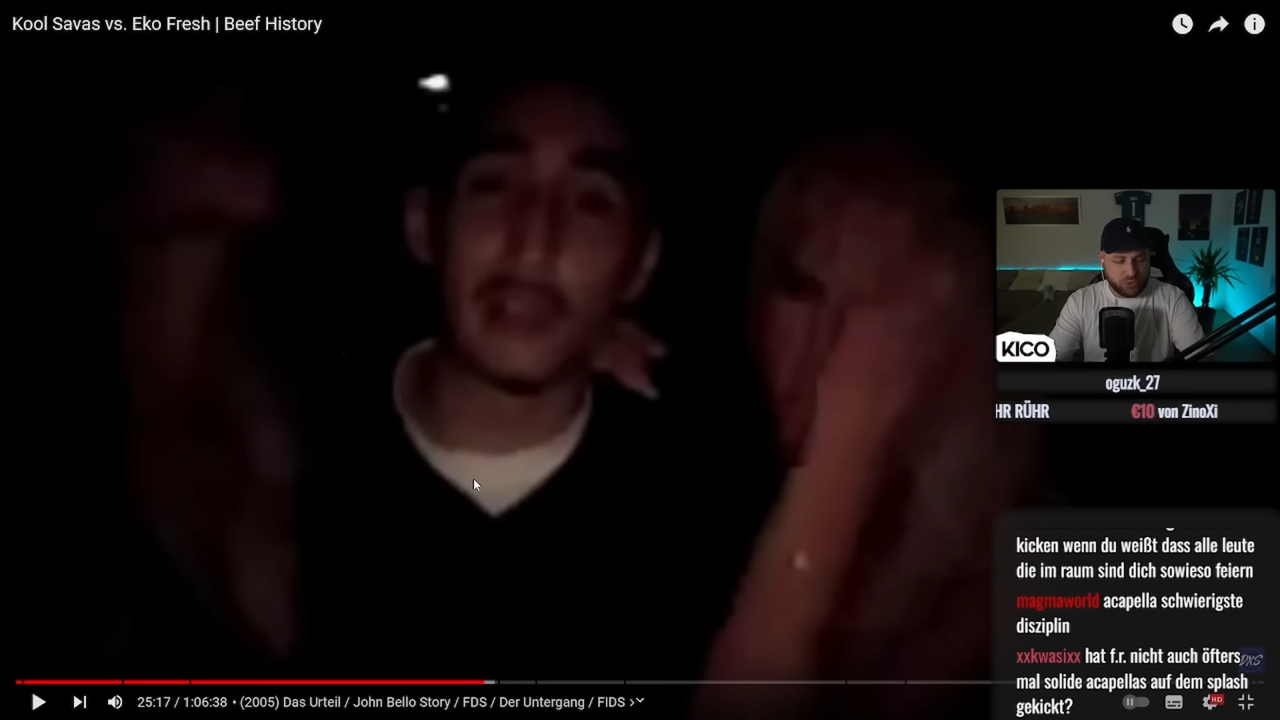 Kool Savas vs. Eko Fresh | Beef History
KICO
oguzk_27
HR RÜHR €10 von ZinoXi
kicken wenn du weißt dass alle leute
die im raum sind dich sowieso feiern
magmaworld acapella schwierigste
disziplin
xxkwasixx hat f.r. nicht auch öfters
mal solide acapellas auf dem splash
gekickt?
DXS
25:17 / 1:06:38 • (2005) Das Urteil / John Bello Story / FDS / Der Untergang / FIDS
HD